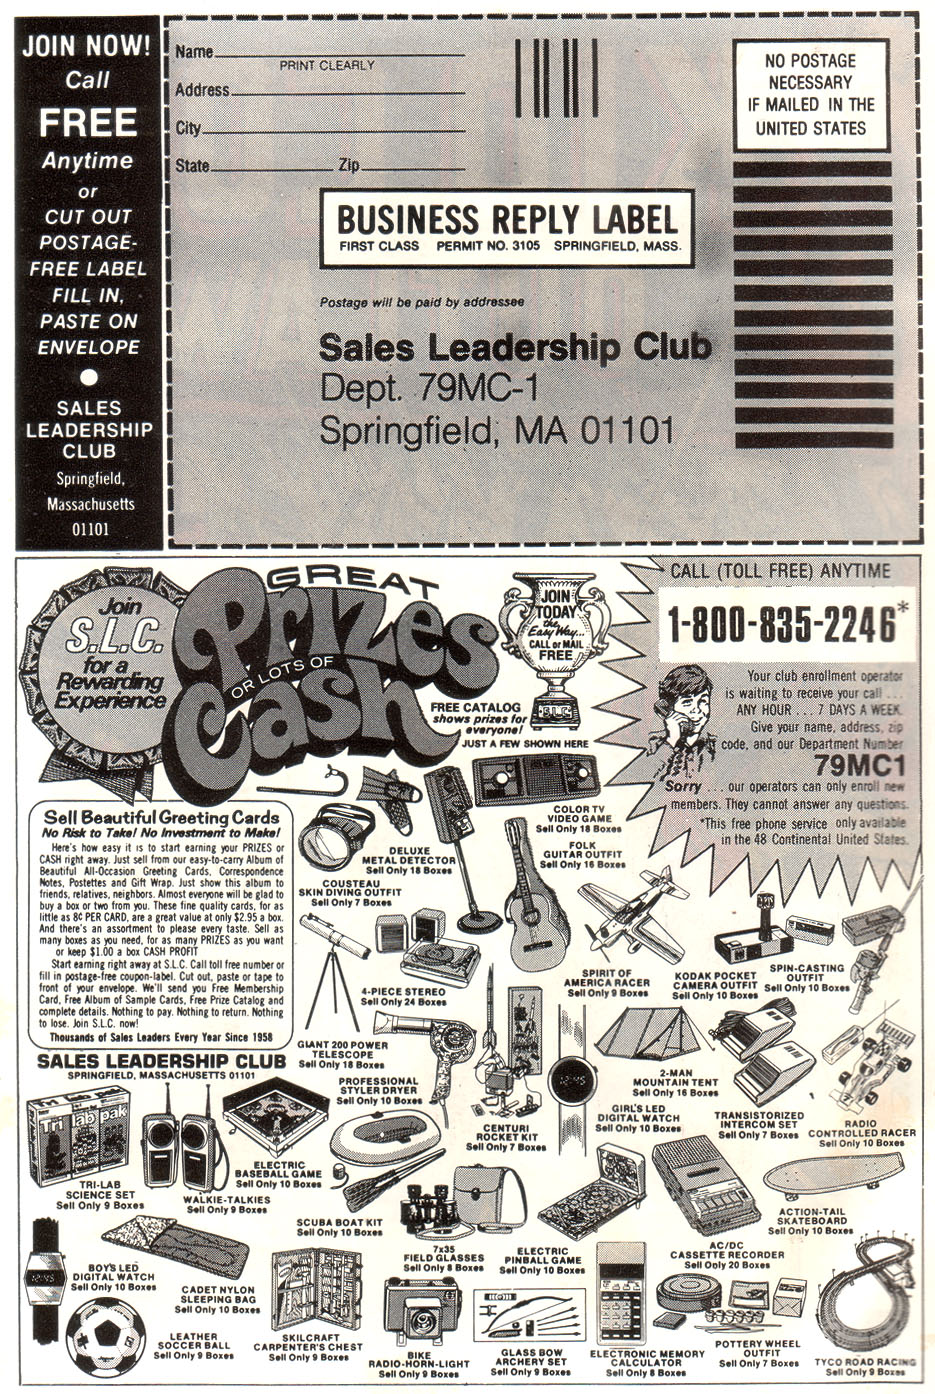 JOIN NOW!
Call
FREE
Anytime
or
CUT OUT
POSTAGE-
FREE LABEL
FILL IN,
PASTE ON
ENVELOPE
SALES
LEADERSHIP
CLUB
Springfield,
Massachusetts
01101
Name
PRINT CLEARLY
Address
City
State Zip
NO POSTAGE
NECESSARY
IF MAILED IN THE
UNITED STATES
BUSINESS REPLY LABEL
FIRST CLASS PERMIT NO. 3105 SPRINGFIELD, MASS.
Postage will be paid by addressee
Sales Leadership Club
Dept. 79MC-1
Springfield, MA 01101
Join
S.L.C.
for a
Rewarding
Experience
GREAT
Prizes
OR LOTS OF
Cash
JOIN
TODAY
the
Easy Way...
CALL or MAIL
FREE
S.L.C.
FREE CATALOG
shows prizes for
everyone!
JUST A FEW SHOWN HERE
CALL (TOLL FREE) ANYTIME
1-800-835-2246*
Your club enrollment operator
is waiting to receive your call ...
ANY HOUR ... 7 DAYS A WEEK.
Give your name, address, zip
code, and our Department Number
79MC1
Sorry ... our operators can only enroll new
members. They cannot answer any questions.
*This free phone service only available
in the 48 Continental United States.
Sell Beautiful Greeting Cards
No Risk to Take! No Investment to Make!
Here's how easy it is to start earning your PRIZES or
CASH right away. Just sell from our easy-to-carry Album of
Beautiful All-Occasion Greeting Cards, Correspondence
Notes, Postettes and Gift Wrap. Just show this album to
friends, relatives, neighbors. Almost everyone will be glad to
buy a box or two from you. These fine quality cards, for as
little as 8¢ PER CARD, are a great value at only $2.95 a box.
And there's an assortment to please every taste. Sell as
many boxes as you need, for as many PRIZES as you want
or keep $1.00 a box CASH PROFIT
Start earning right away at S.L.C. Call toll free number or
fill in postage-free coupon-label. Cut out, paste or tape to
front of your envelope. We'll send you Free Membership
Card, Free Album of Sample Cards, Free Prize Catalog and
complete details. Nothing to pay. Nothing to return. Nothing
to lose. Join S.L.C. now!
Thousands of Sales Leaders Every Year Since 1958
SALES LEADERSHIP CLUB
SPRINGFIELD, MASSACHUSETTS 01101
COLOR TV
VIDEO GAME
Sell Only 18 Boxes
DELUXE
METAL DETECTOR
Sell Only 18 Boxes
FOLK
GUITAR OUTFIT
Sell Only 16 Boxes
COUSTEAU
SKIN DIVING OUTFIT
Sell Only 7 Boxes
4-PIECE STEREO
Sell Only 24 Boxes
SPIRIT OF
AMERICA RACER
Sell Only 9 Boxes
KODAK POCKET
CAMERA OUTFIT
Sell Only 10 Boxes
SPIN-CASTING
OUTFIT
Sell Only 10 Boxes
GIANT 200 POWER
TELESCOPE
Sell Only 18 Boxes
PROFESSIONAL
STYLER DRYER
Sell Only 10 Boxes
CENTURI
ROCKET KIT
Sell Only 7 Boxes
12:45
GIRL'S LED
DIGITAL WATCH
Sell Only 10 Boxes
2-MAN
MOUNTAIN TENT
Sell Only 16 Boxes
TRANSISTORIZED
INTERCOM SET
Sell Only 7 Boxes
RADIO
CONTROLLED RACER
Sell Only 10 Boxes
Tri lab pak
TRI-LAB
SCIENCE SET
Sell Only 9 Boxes
WALKIE-TALKIES
Sell Only 9 Boxes
ELECTRIC
BASEBALL GAME
Sell Only 10 Boxes
SCUBA BOAT KIT
Sell Only 10 Boxes
7x35
FIELD GLASSES
Sell Only 8 Boxes
ELECTRIC
PINBALL GAME
Sell Only 10 Boxes
AC/DC
CASSETTE RECORDER
Sell Only 20 Boxes
ACTION-TAIL
SKATEBOARD
Sell Only 10 Boxes
12:45
BOY'S LED
DIGITAL WATCH
Sell Only 10 Boxes
CADET NYLON
SLEEPING BAG
Sell Only 10 Boxes
LEATHER
SOCCER BALL
Sell Only 9 Boxes
SKILCRAFT
CARPENTER'S CHEST
Sell Only 9 Boxes
BIKE
RADIO-HORN-LIGHT
Sell Only 9 Boxes
GLASS BOW
ARCHERY SET
Sell Only 9 Boxes
ELECTRONIC MEMORY
CALCULATOR
Sell Only 8 Boxes
POTTERY WHEEL
OUTFIT
Sell Only 7 Boxes
TYCO ROAD RACING
Sell Only 9 Boxes